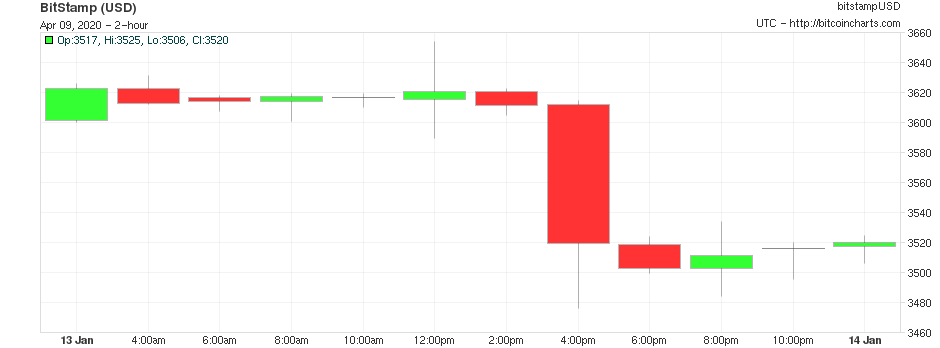 BitStamp (USD)
bitstampUSD
Apr 09, 2020 - 2-hour
UTC - http://bitcoincharts.com
Op:3517, Hi:3525, Lo:3506, Cl:3520
3660
3640
3620
3600
3580
3560
3540
3520
3500
3480
3460
13 Jan 4:00am 6:00am 8:00am 10:00am 12:00pm 2:00pm 4:00pm 6:00pm 8:00pm 10:00pm 14 Jan